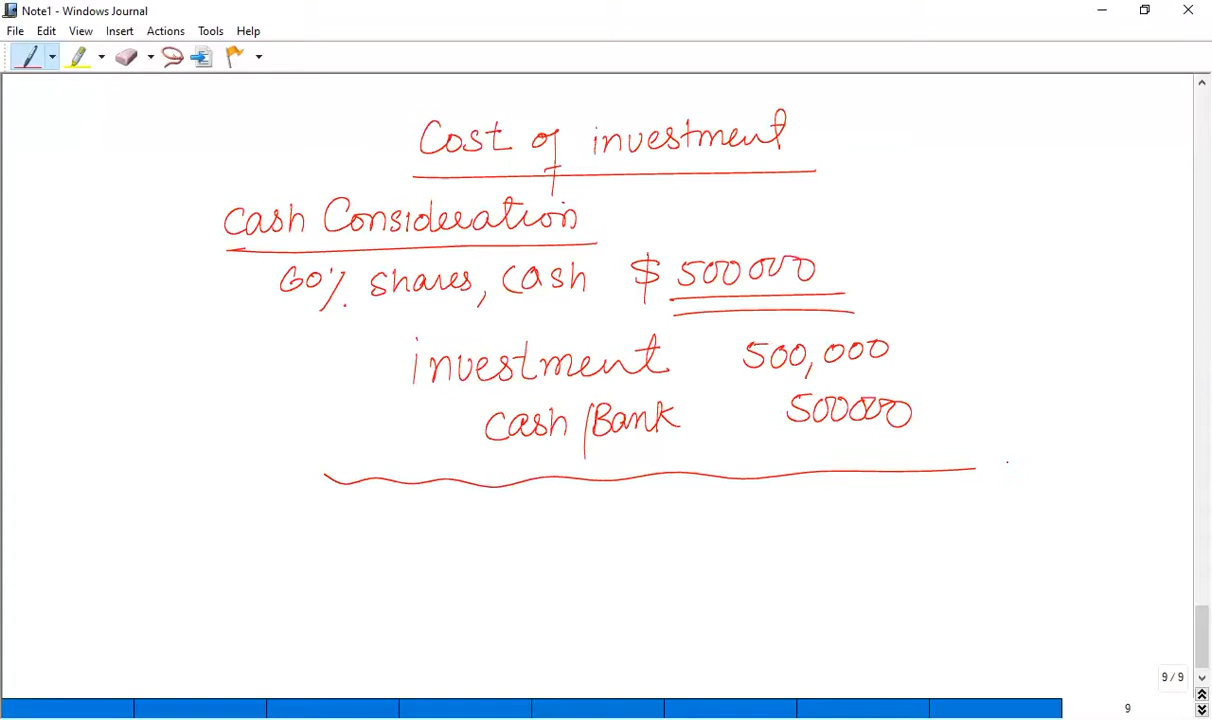 Note1 - Windows Journal
File Edit View Insert Actions Tools Help
Cost of investment
Cash Consideration
60% shares, cash $ 500000
investment 500,000
cash/Bank 500000
9 / 9
9